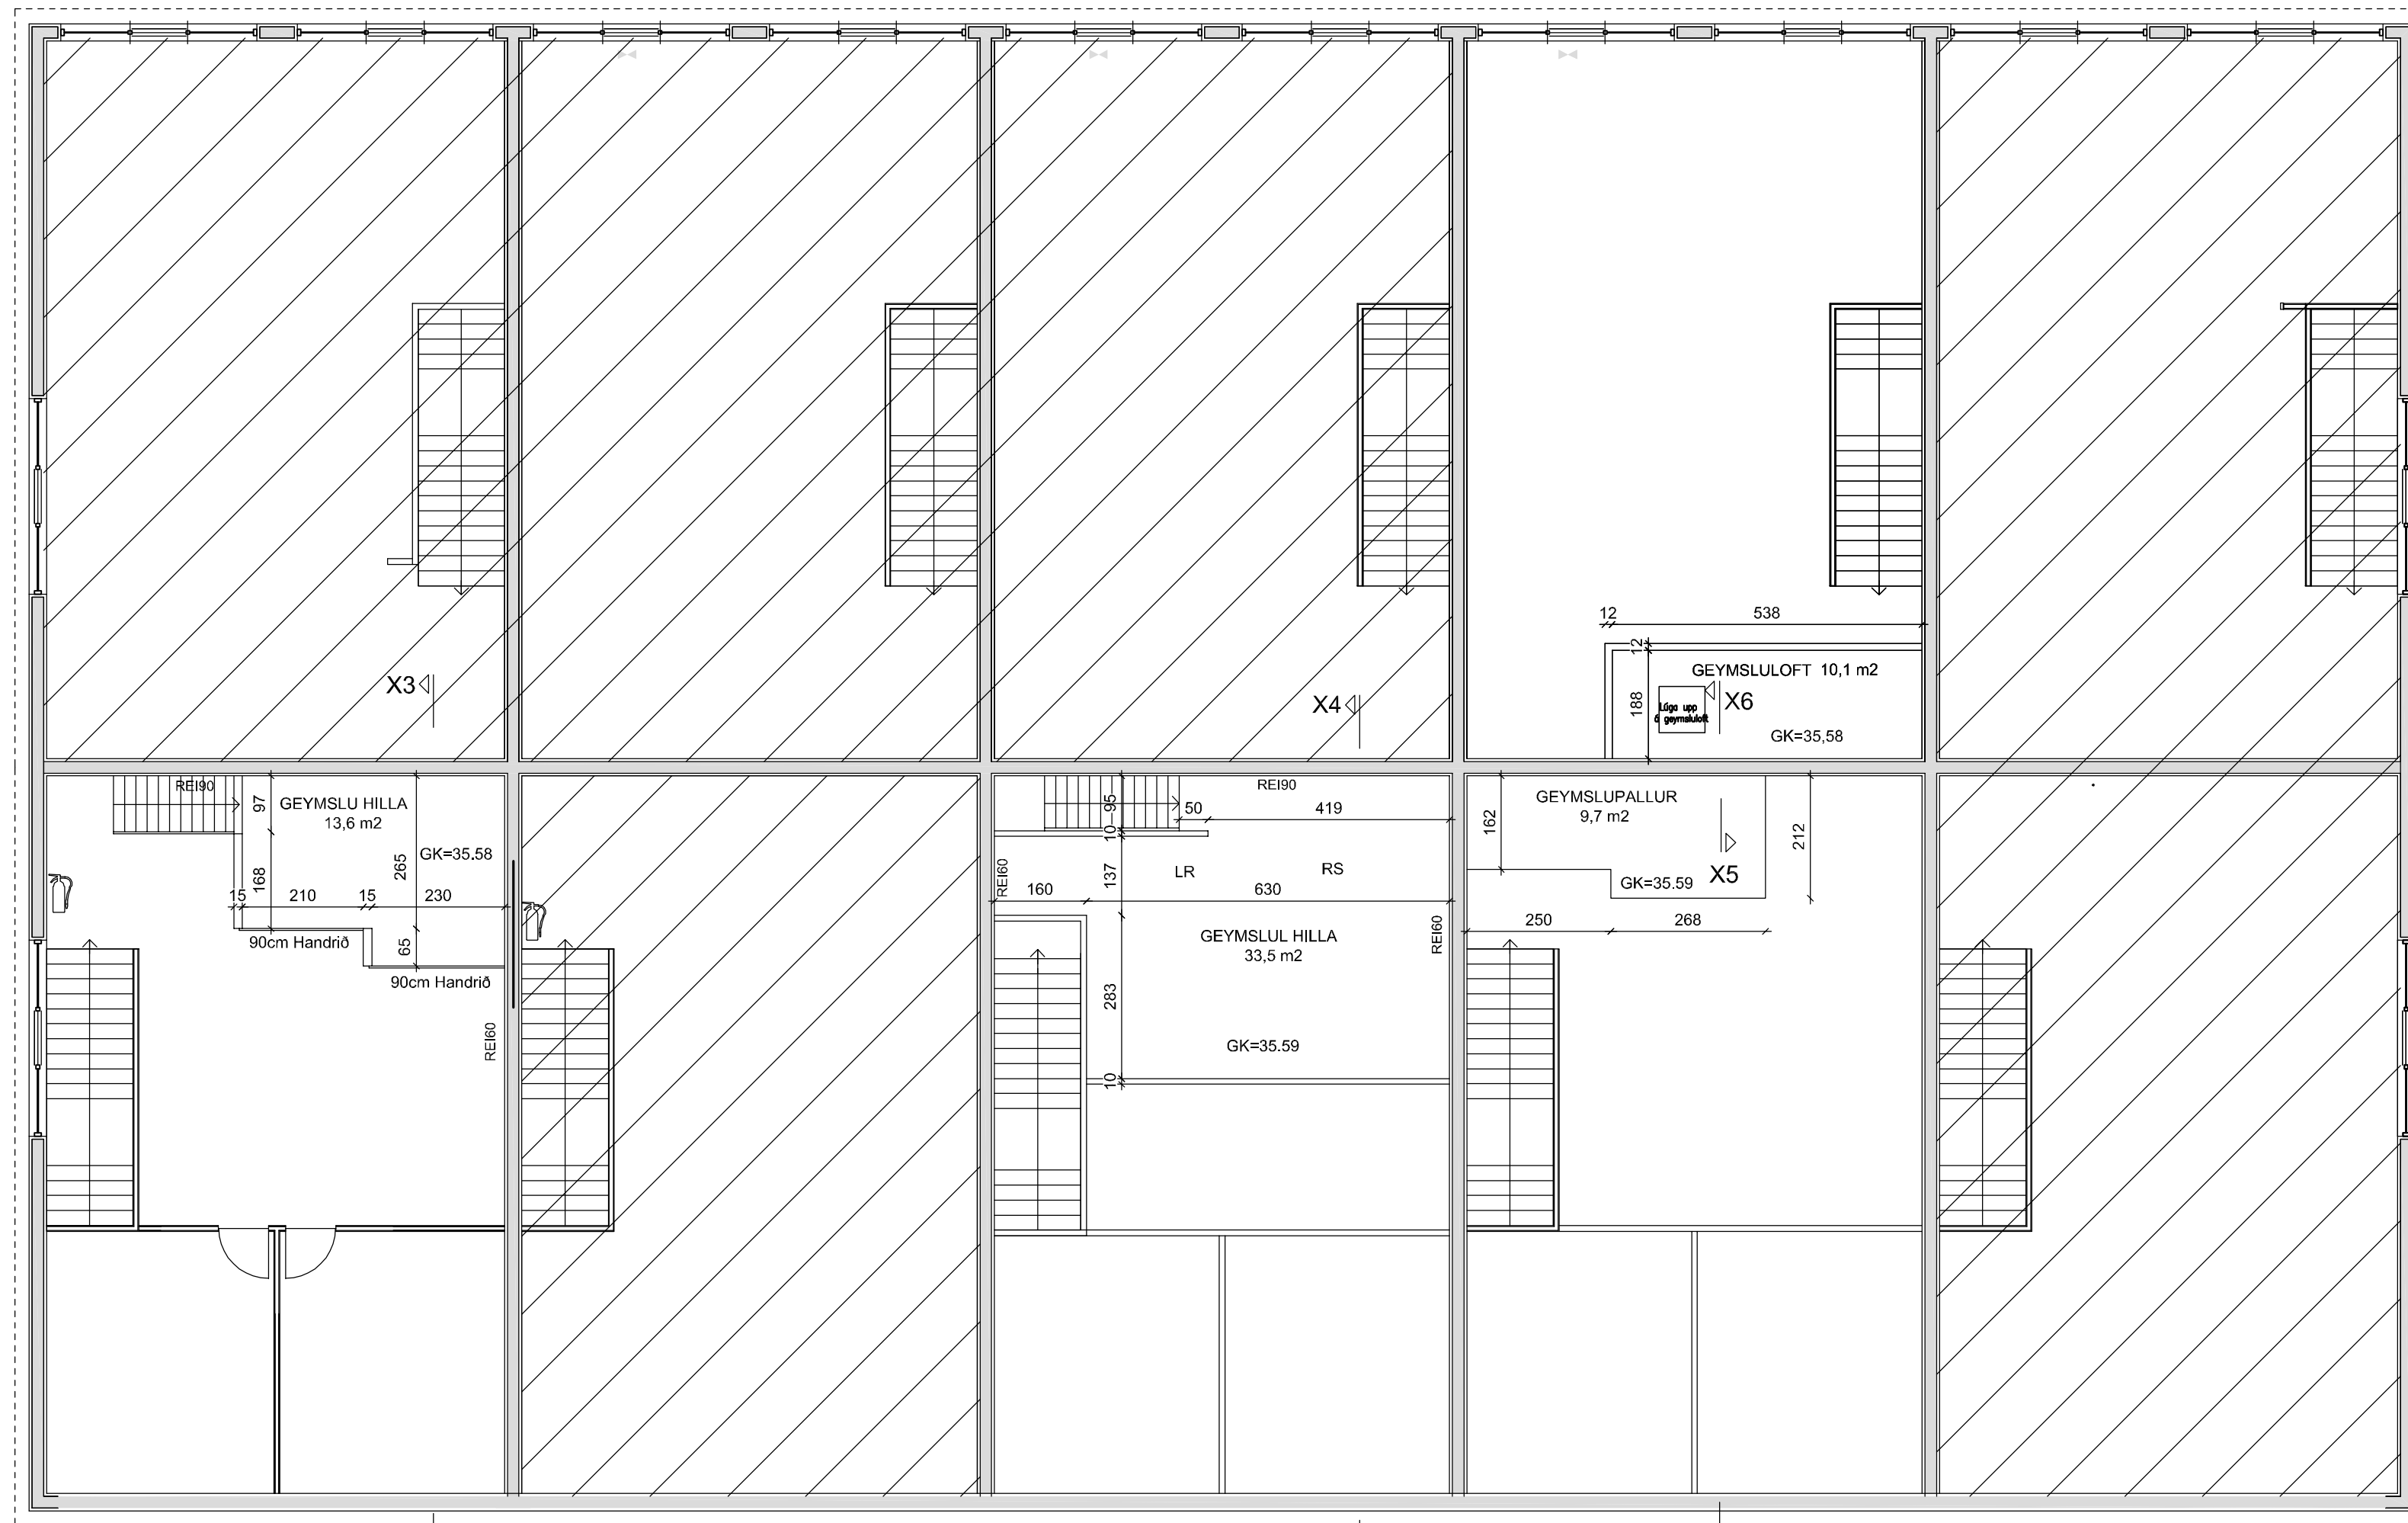 12
538
12
GEYMSLULOFT 10,1 m2
X3
X4
188
Lúga upp
á geymsluloft
X6
GK=35,58
REI90
97
GEYMSLU HILLA
13,6 m2
GK=35.58
265
168
15
210
15
230
90cm Handrið
65
90cm Handrið
REI60
REI90
95
10
50
419
REI60
137
LR
RS
160
630
GEYMSLUL HILLA
33,5 m2
REI60
283
GK=35.59
10
GEYMSLUPALLUR
9,7 m2
162
212
GK=35.59
X5
250
268